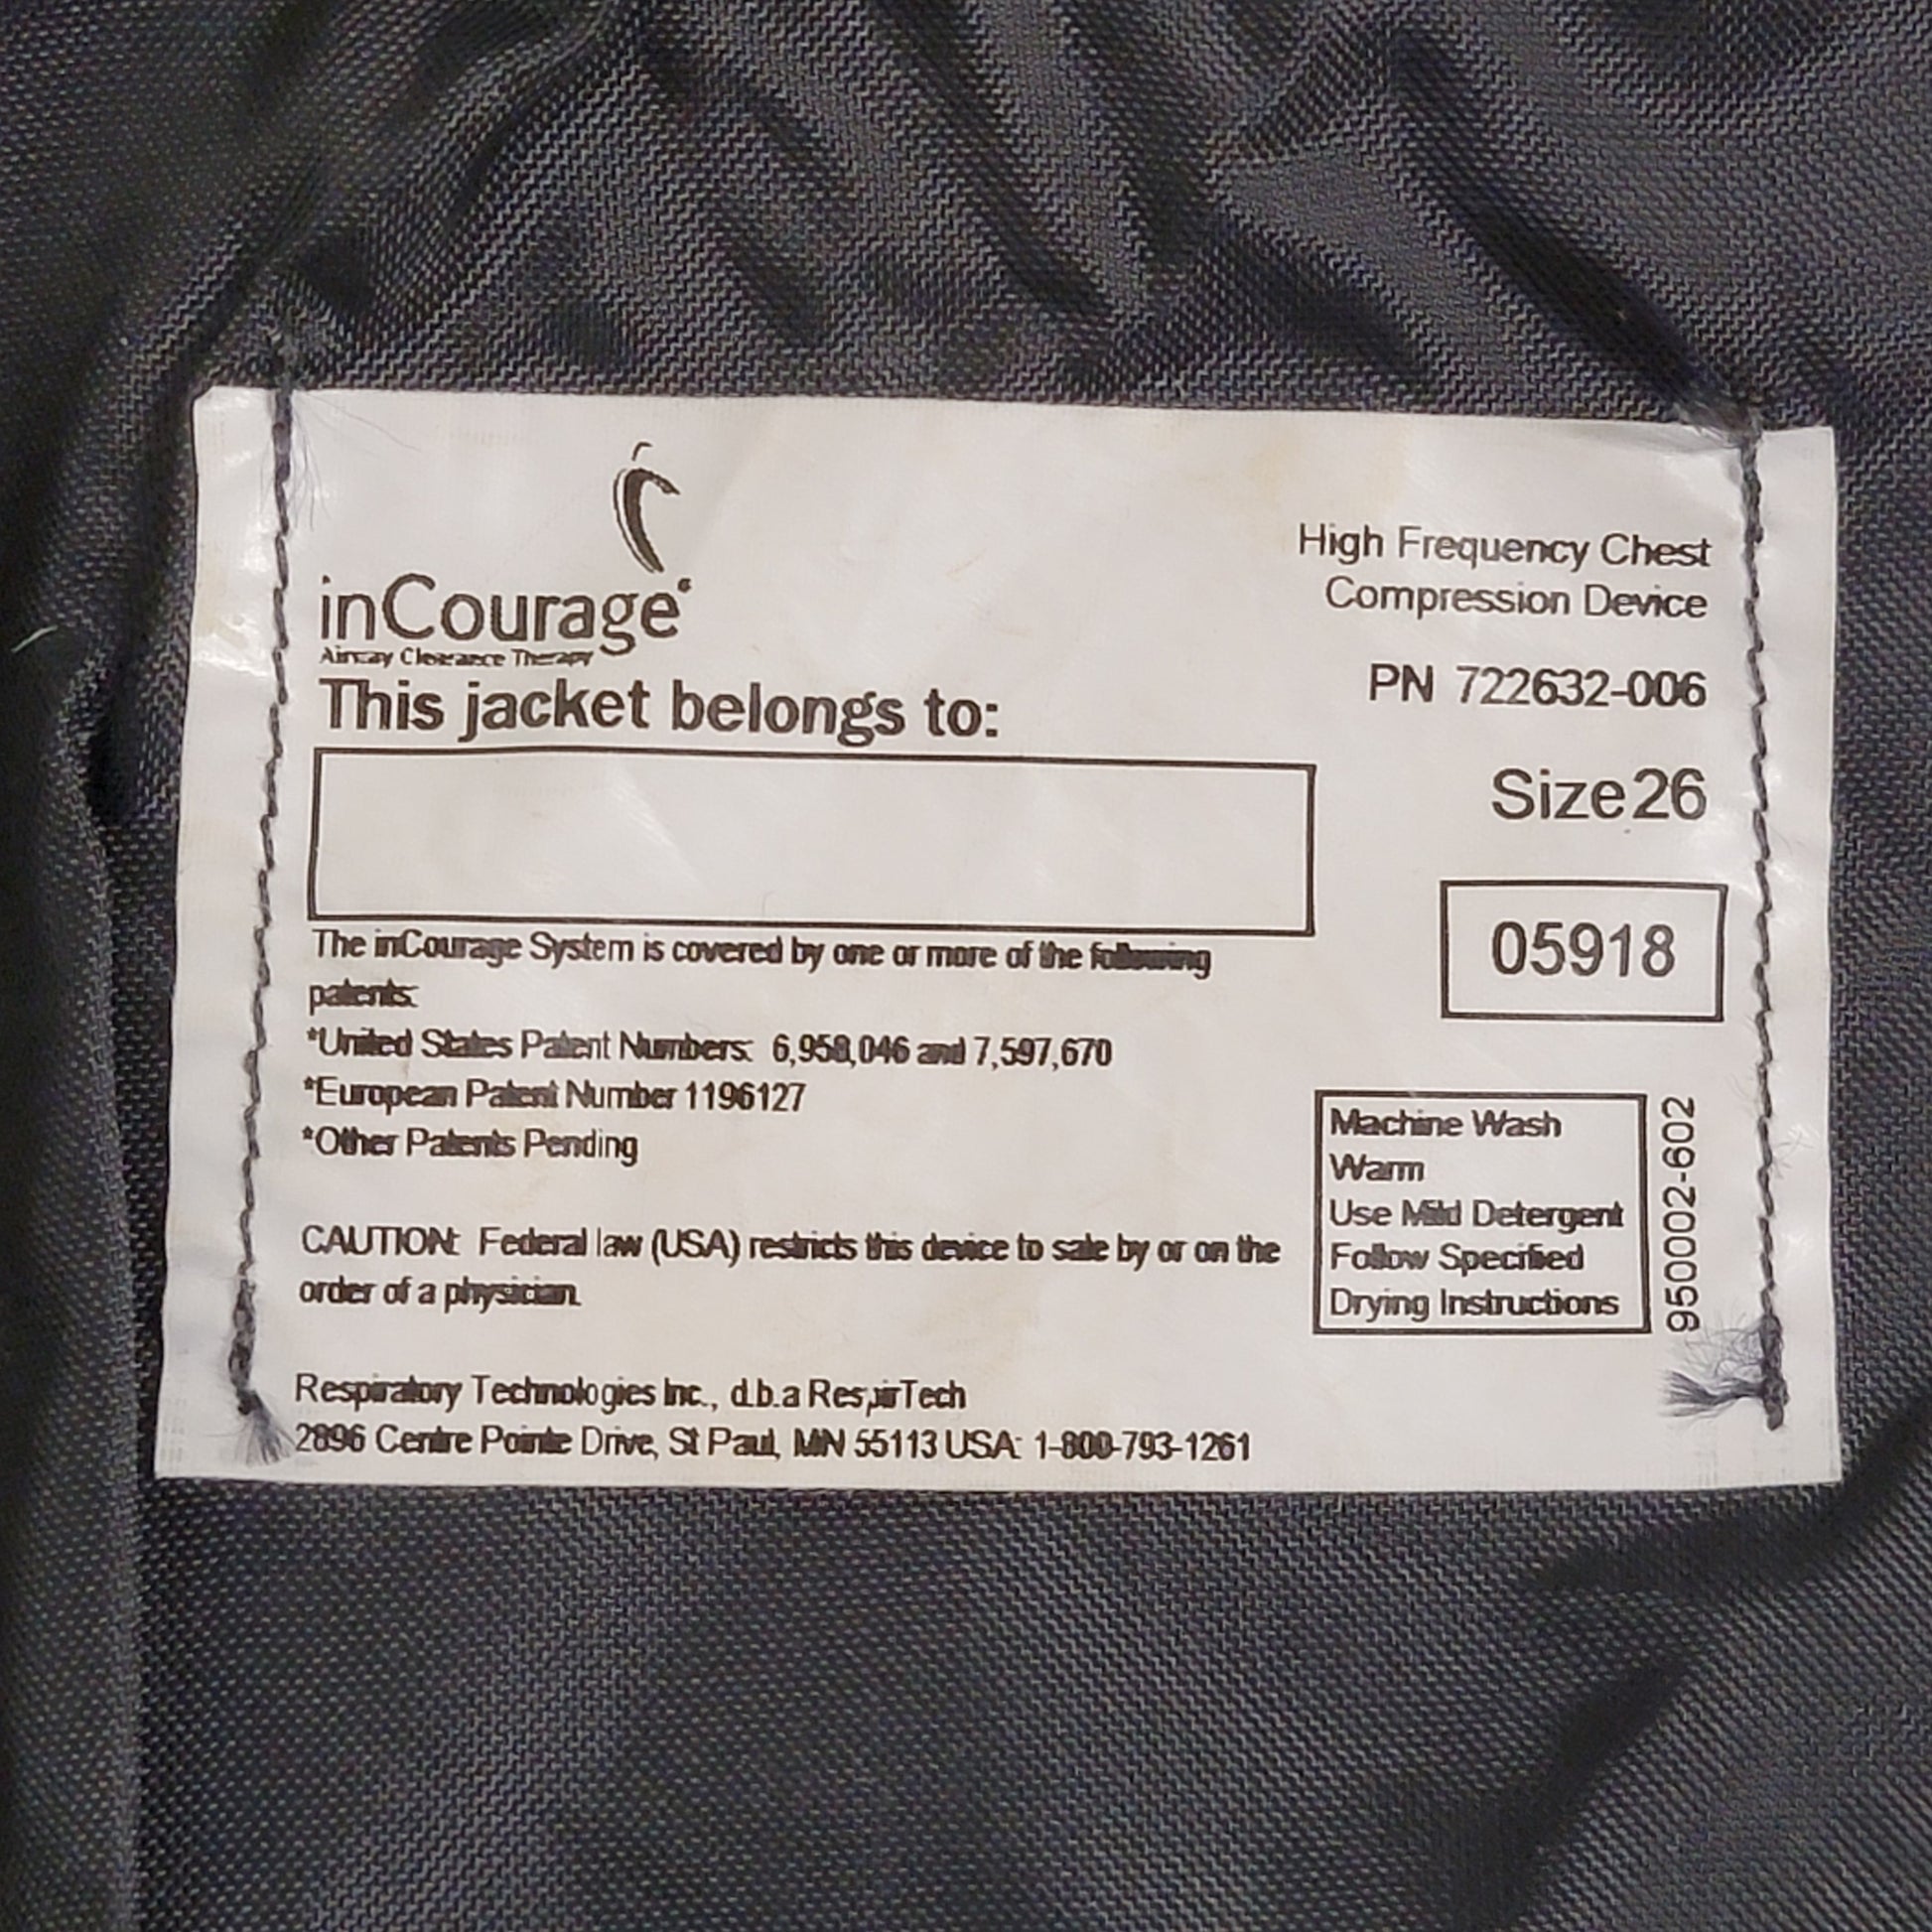 inCourage®
Airway Clearance Therapy
This jacket belongs to:
High Frequency Chest
Compression Device
PN 722632-006
Size 26
05918
The inCourage System is covered by one or more of the following
patents:
*United States Patent Numbers: 6,958,046 and 7,597,670
*European Patent Number 1196127
*Other Patents Pending
CAUTION: Federal law (USA) restricts this device to sale by or on the
order of a physician.
Machine Wash
Warm
Use Mild Detergent
Follow Specified
Drying Instructions
950002-602
Respiratory Technologies Inc., d.b.a RespirTech
2896 Centre Pointe Drive, St Paul, MN 55113 USA: 1-800-793-1261